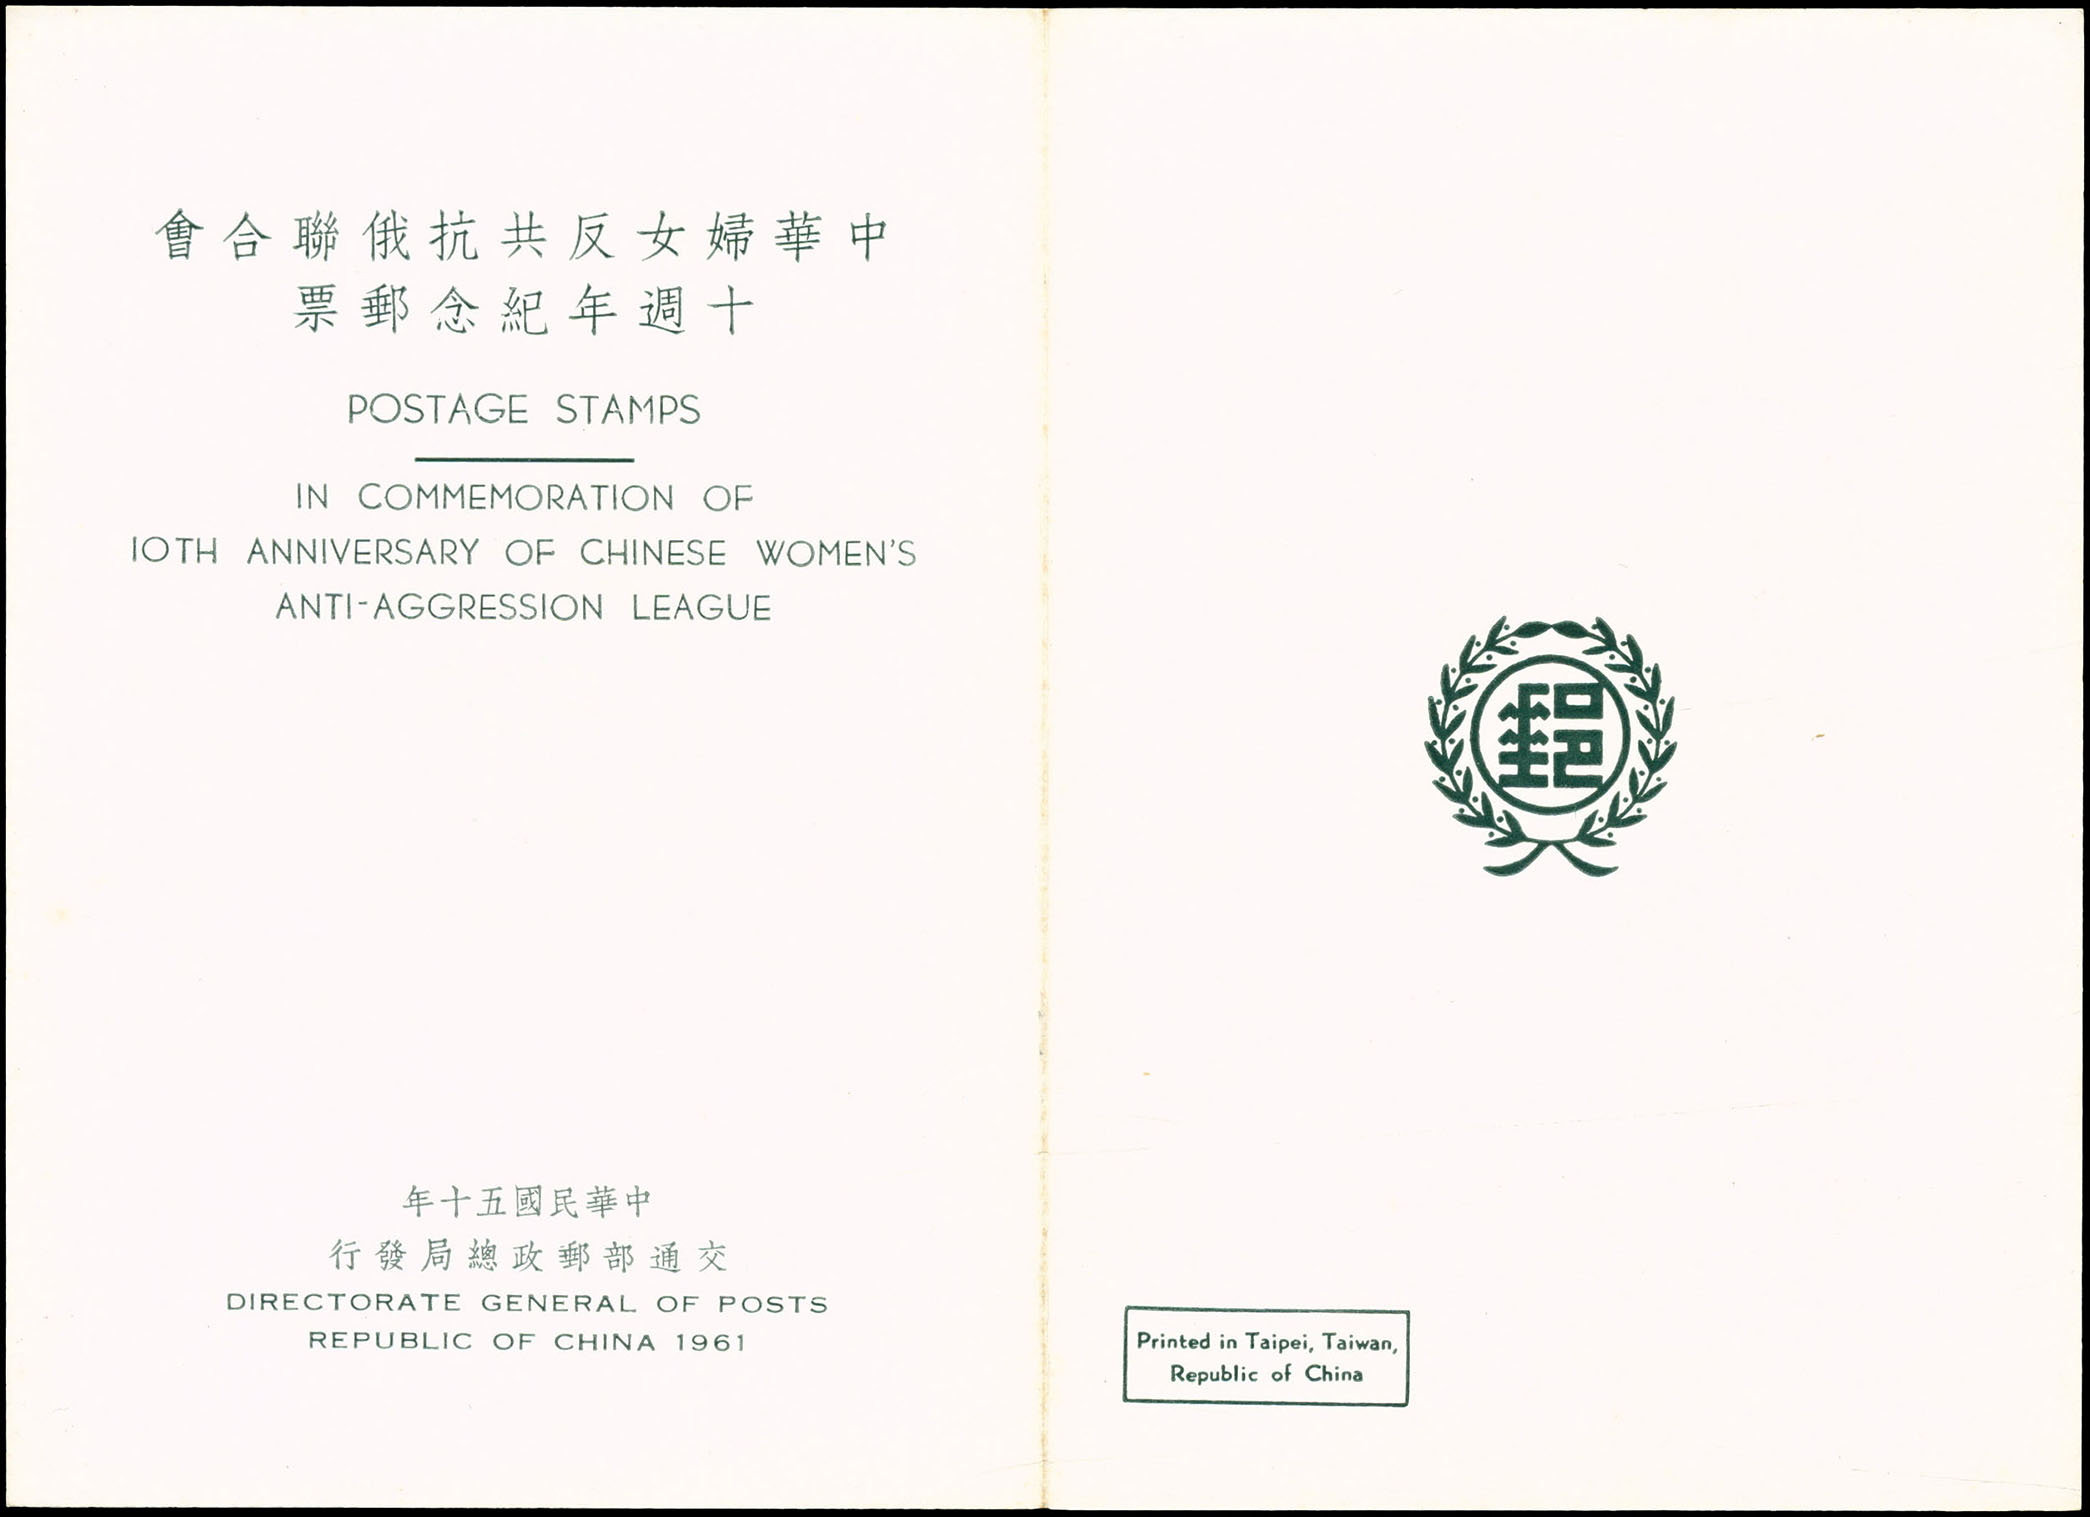 中華婦女反共抗俄聯合會
十週年紀念郵票
POSTAGE STAMPS
IN COMMEMORATION OF
10TH ANNIVERSARY OF CHINESE WOMEN'S
ANTI-AGGRESSION LEAGUE
中華民國五十年
交通部郵政總局發行
DIRECTORATE GENERAL OF POSTS
REPUBLIC OF CHINA 1961
郵
Printed in Taipei, Taiwan,
Republic of China